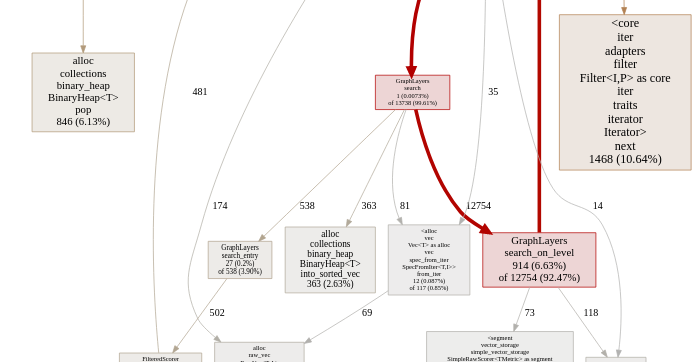 alloc
collections
binary_heap
BinaryHeap<T>
pop
846 (6.13%)
<core
iter
adapters
filter
Filter<I,P> as core
iter
traits
iterator
Iterator>
next
1468 (10.64%)
481
GraphLayers
search
1 (0.0073%)
of 13738 (99.61%)
35
174
538
363
81
12754
14
GraphLayers
search_entry
27 (0.2%)
of 538 (3.90%)
alloc
collections
binary_heap
BinaryHeap<T>
into_sorted_vec
363 (2.63%)
<alloc
vec
Vec<T> as alloc
vec
spec_from_iter
SpecFromIter<T,I>>
from_iter
12 (0.087%)
of 117 (0.85%)
GraphLayers
search_on_level
914 (6.63%)
of 12754 (92.47%)
502
69
73
118
FilteredScorer
alloc
raw_vec
<segment
vector_storage
simple_vector_storage
SimpleRawScorer<TMetric> as segment